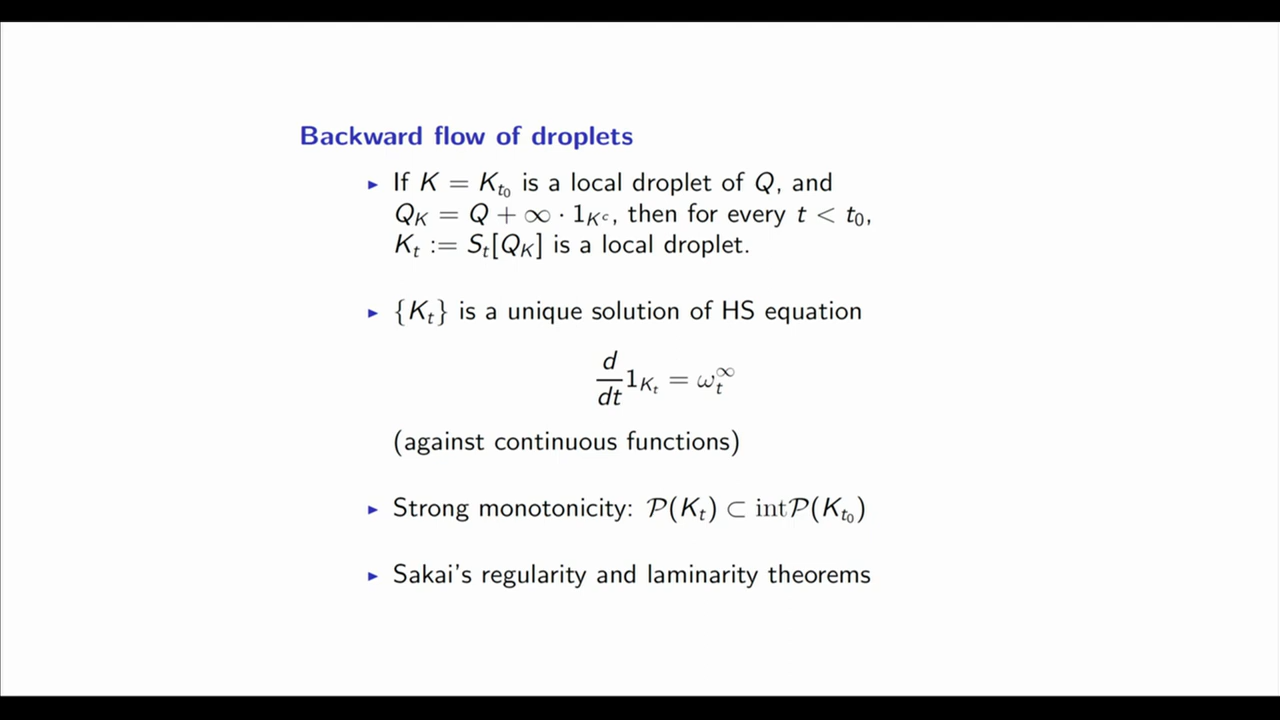 Backward flow of droplets
▸ If K = K_{t_0} is a local droplet of Q, and
Q_K = Q + ∞ · 1_{K^c}, then for every t < t_0,
K_t := S_t[Q_K] is a local droplet.
▸ {K_t} is a unique solution of HS equation
\frac{d}{dt} 1_{K_t} = ω_t^∞
(against continuous functions)
▸ Strong monotonicity: 𝒫(K_t) ⊂ int𝒫(K_{t_0})
▸ Sakai's regularity and laminarity theorems